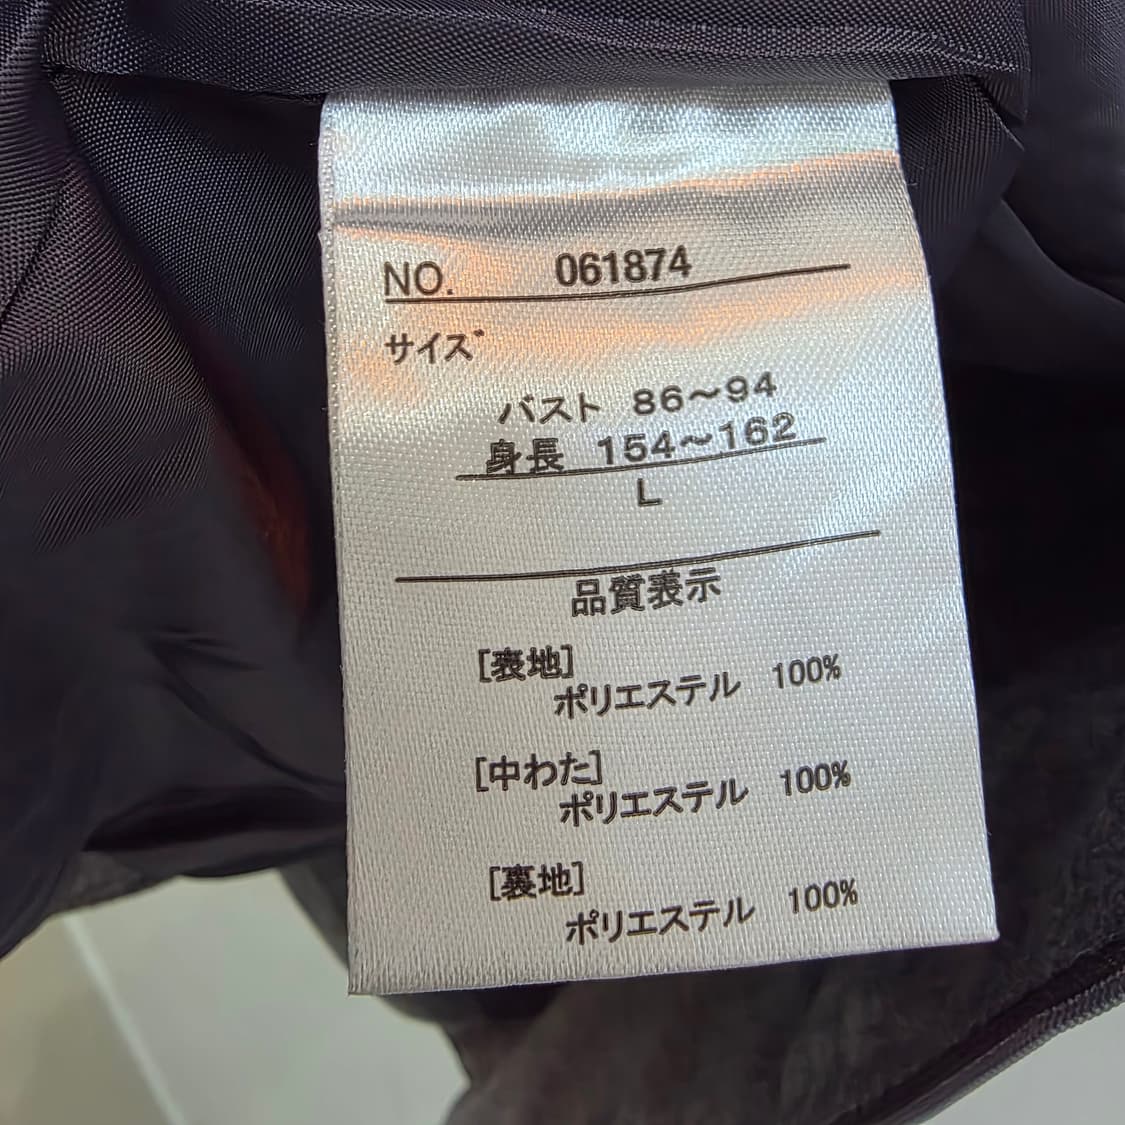 NO. 061874
サイズ
バスト 86〜94
身長 154〜162
L
品質表示
[表地]
ポリエステル 100%
[中わた]
ポリエステル 100%
[裏地]
ポリエステル 100%